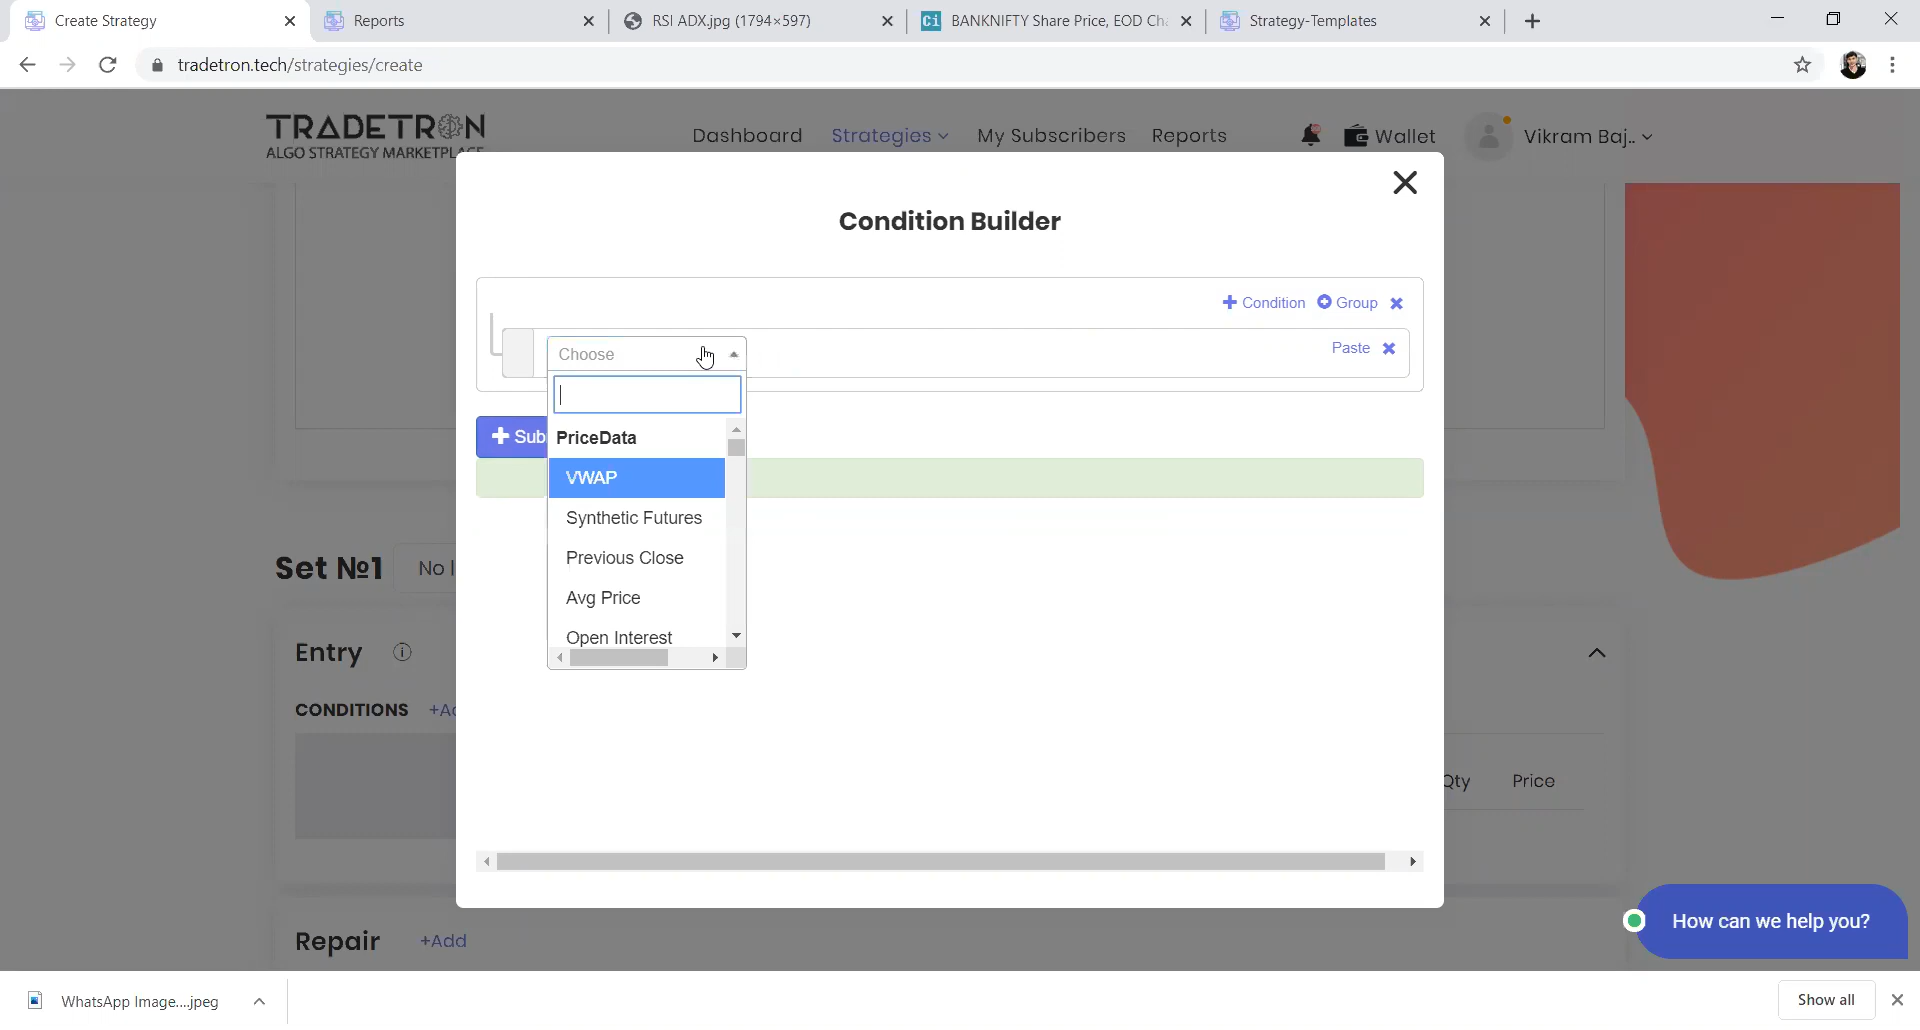 Create Strategy
Reports
RSI ADX.jpg (1794×597)
BANKNIFTY Share Price, EOD Cha
Strategy-Templates
tradetron.tech/strategies/create
TRADETRON
ALGO STRATEGY MARKETPLACE
Dashboard
Strategies
My Subscribers
Reports
Wallet
Vikram Baj..
Condition Builder
Condition
Group
Choose
Paste
Sub
PriceData
VWAP
Synthetic Futures
Previous Close
Avg Price
Open Interest
Set №1
No l
Entry
CONDITIONS
+Ad
Qty
Price
Repair
+Add
How can we help you?
WhatsApp Image....jpeg
Show all